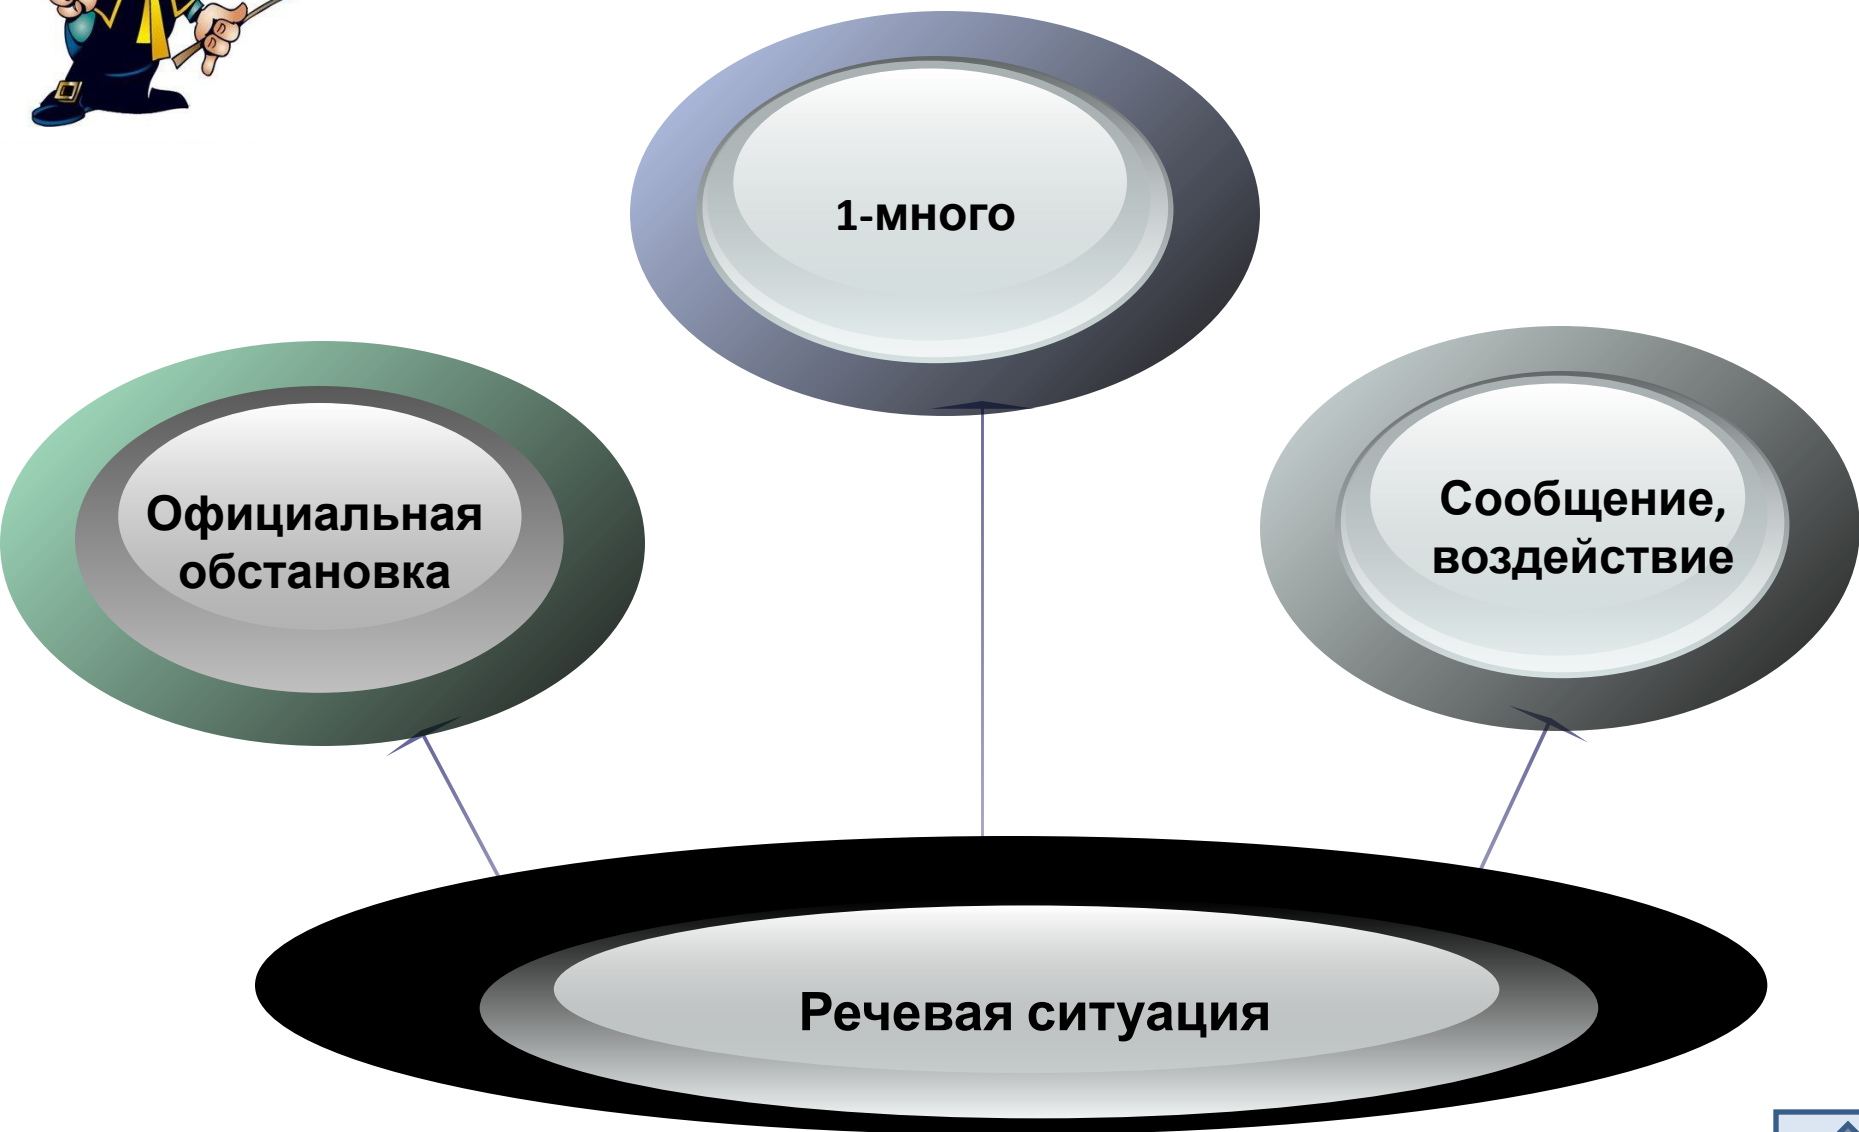 1-много
Официальная
обстановка
Сообщение,
воздействие
Речевая ситуация